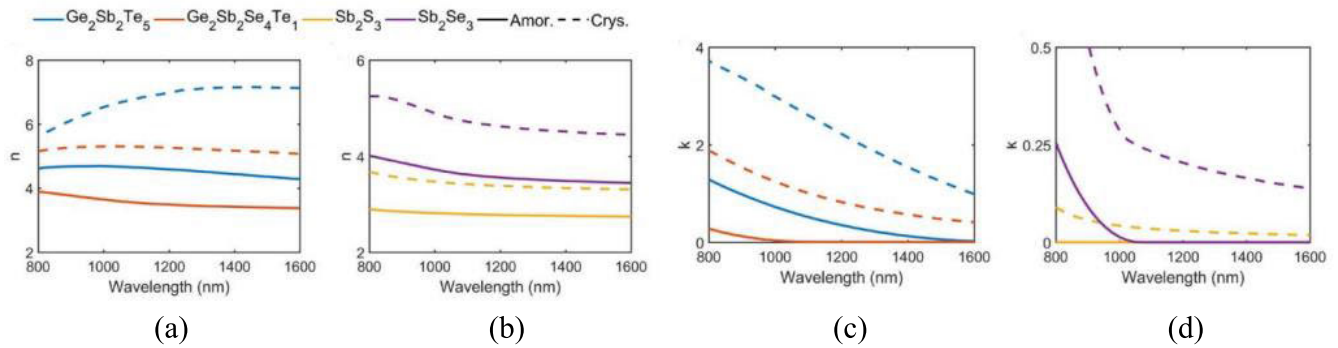 Ge2Sb2Te5 Ge2Sb2Se4Te1 Sb2S3 Sb2Se3 Amor. Crys.
8
6
4
2
n
800 1000 1200 1400 1600
Wavelength (nm)
(a)
6
4
2
n
800 1000 1200 1400 1600
Wavelength (nm)
(b)
4
2
0
k
800 1000 1200 1400 1600
Wavelength (nm)
(c)
0.5
0.25
0
k
800 1000 1200 1400 1600
Wavelength (nm)
(d)